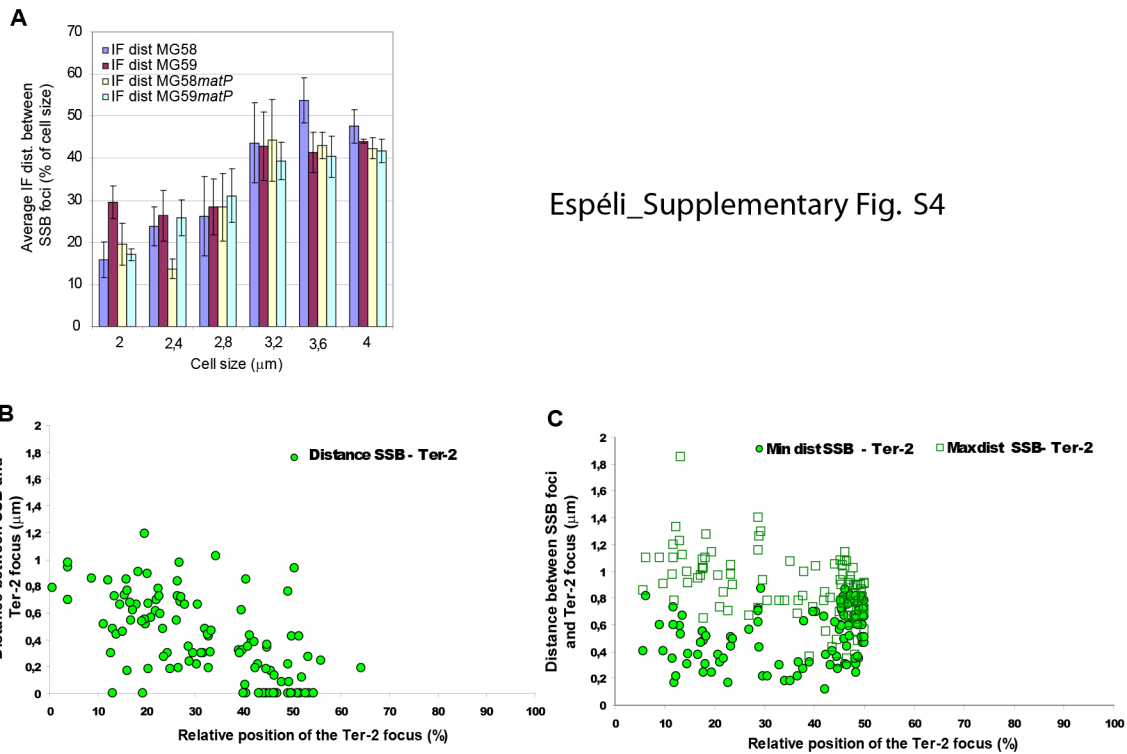 A
Average IF dist. between
SSB foci (% of cell size)
70
60
50
40
30
20
10
0
IF dist MG58
IF dist MG59
IF dist MG58matP
IF dist MG59matP
2 2,4 2,8 3,2 3,6 4
Cell size (μm)
Espéli_Supplementary Fig. S4
B
Distance between SSB and
Ter-2 focus (μm)
2
1,8
1,6
1,4
1,2
1
0,8
0,6
0,4
0,2
0
Distance SSB - Ter-2
0 10 20 30 40 50 60 70 80 90 100
Relative position of the Ter-2 focus (%)
C
Distance between SSB foci
and Ter-2 focus (μm)
2
1,8
1,6
1,4
1,2
1
0,8
0,6
0,4
0,2
0
Min dist SSB - Ter-2 Max dist SSB- Ter-2
0 10 20 30 40 50 60 70 80 90 100
Relative position of the Ter-2 focus (%)